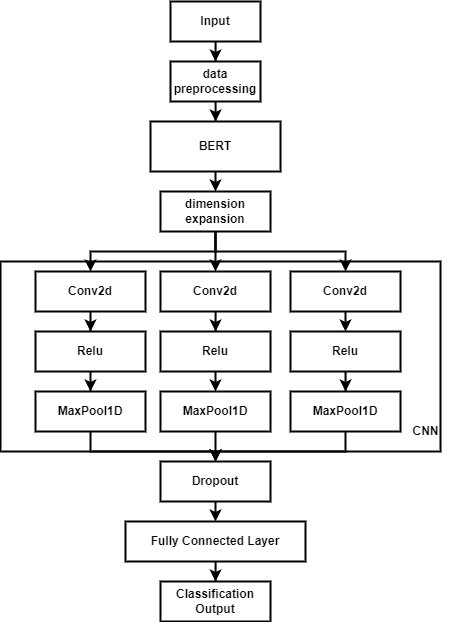 Input
data
preprocessing
BERT
dimension
expansion
Conv2d Conv2d Conv2d
Relu Relu Relu
MaxPool1D MaxPool1D MaxPool1D
CNN
Dropout
Fully Connected Layer
Classification
Output